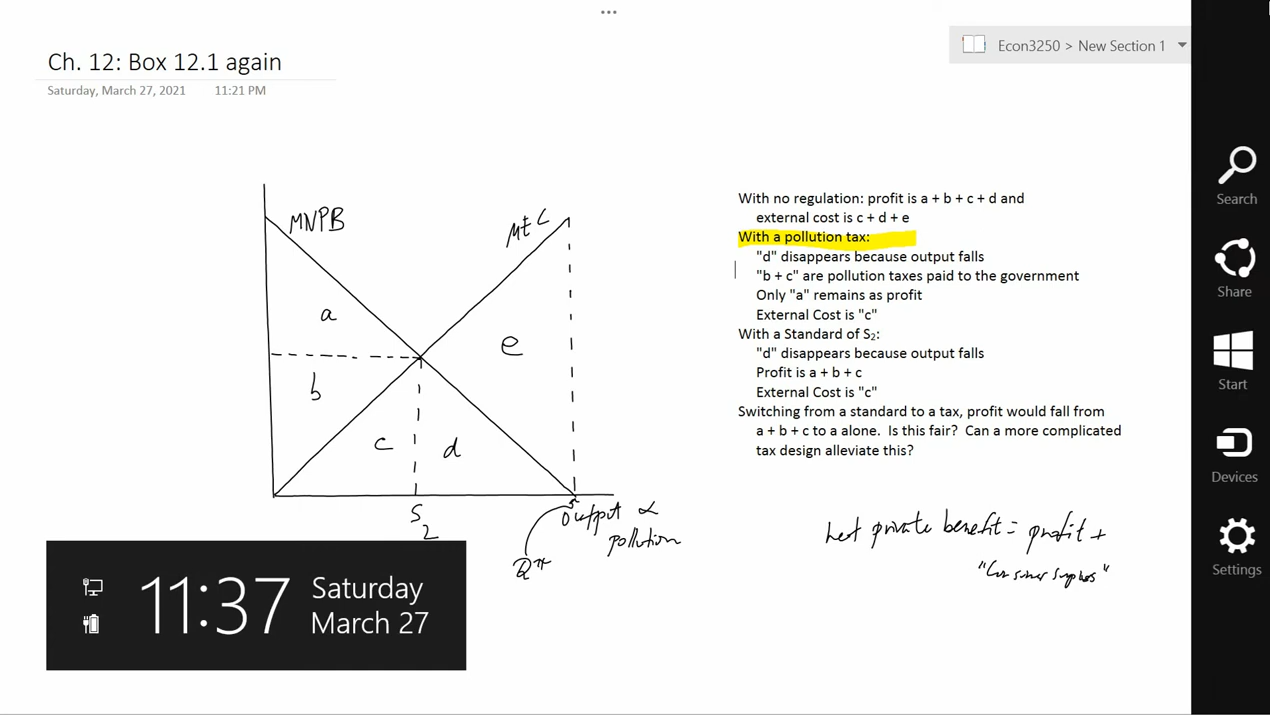 Ch. 12: Box 12.1 again
Econ3250 > New Section 1
Saturday, March 27, 2021 11:21 PM
Search
Share
Start
Devices
Settings
MNPB
MEC
a
b
c
d
e
S2
Output ∝
pollution
Qπ
With no regulation: profit is a + b + c + d and
external cost is c + d + e
With a pollution tax:
"d" disappears because output falls
"b + c" are pollution taxes paid to the government
Only "a" remains as profit
External Cost is "c"
With a Standard of S₂:
"d" disappears because output falls
Profit is a + b + c
External Cost is "c"
Switching from a standard to a tax, profit would fall from
a + b + c to a alone. Is this fair? Can a more complicated
tax design alleviate this?
net private benefit = profit +
"Consumer Surplus"
11:37
Saturday
March 27